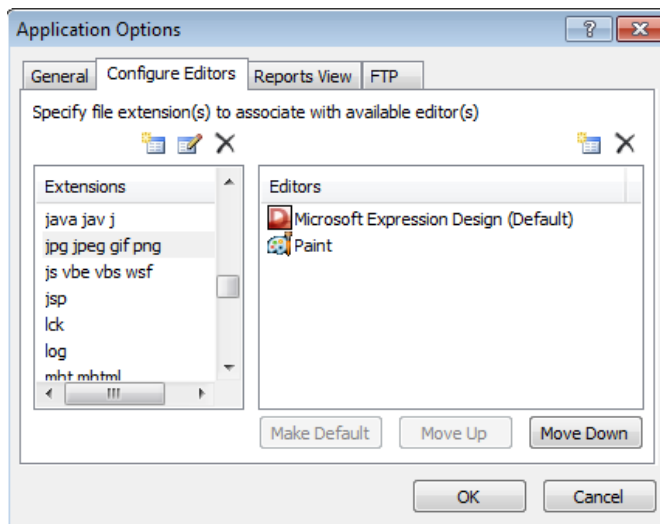 Application Options
General Configure Editors Reports View FTP
Specify file extension(s) to associate with available editor(s)
Extensions
java jav j
jpg jpeg gif png
js vbe vbs wsf
jsp
lck
log
mht mhtml
Editors
Microsoft Expression Design (Default)
Paint
Make Default Move Up Move Down
OK Cancel